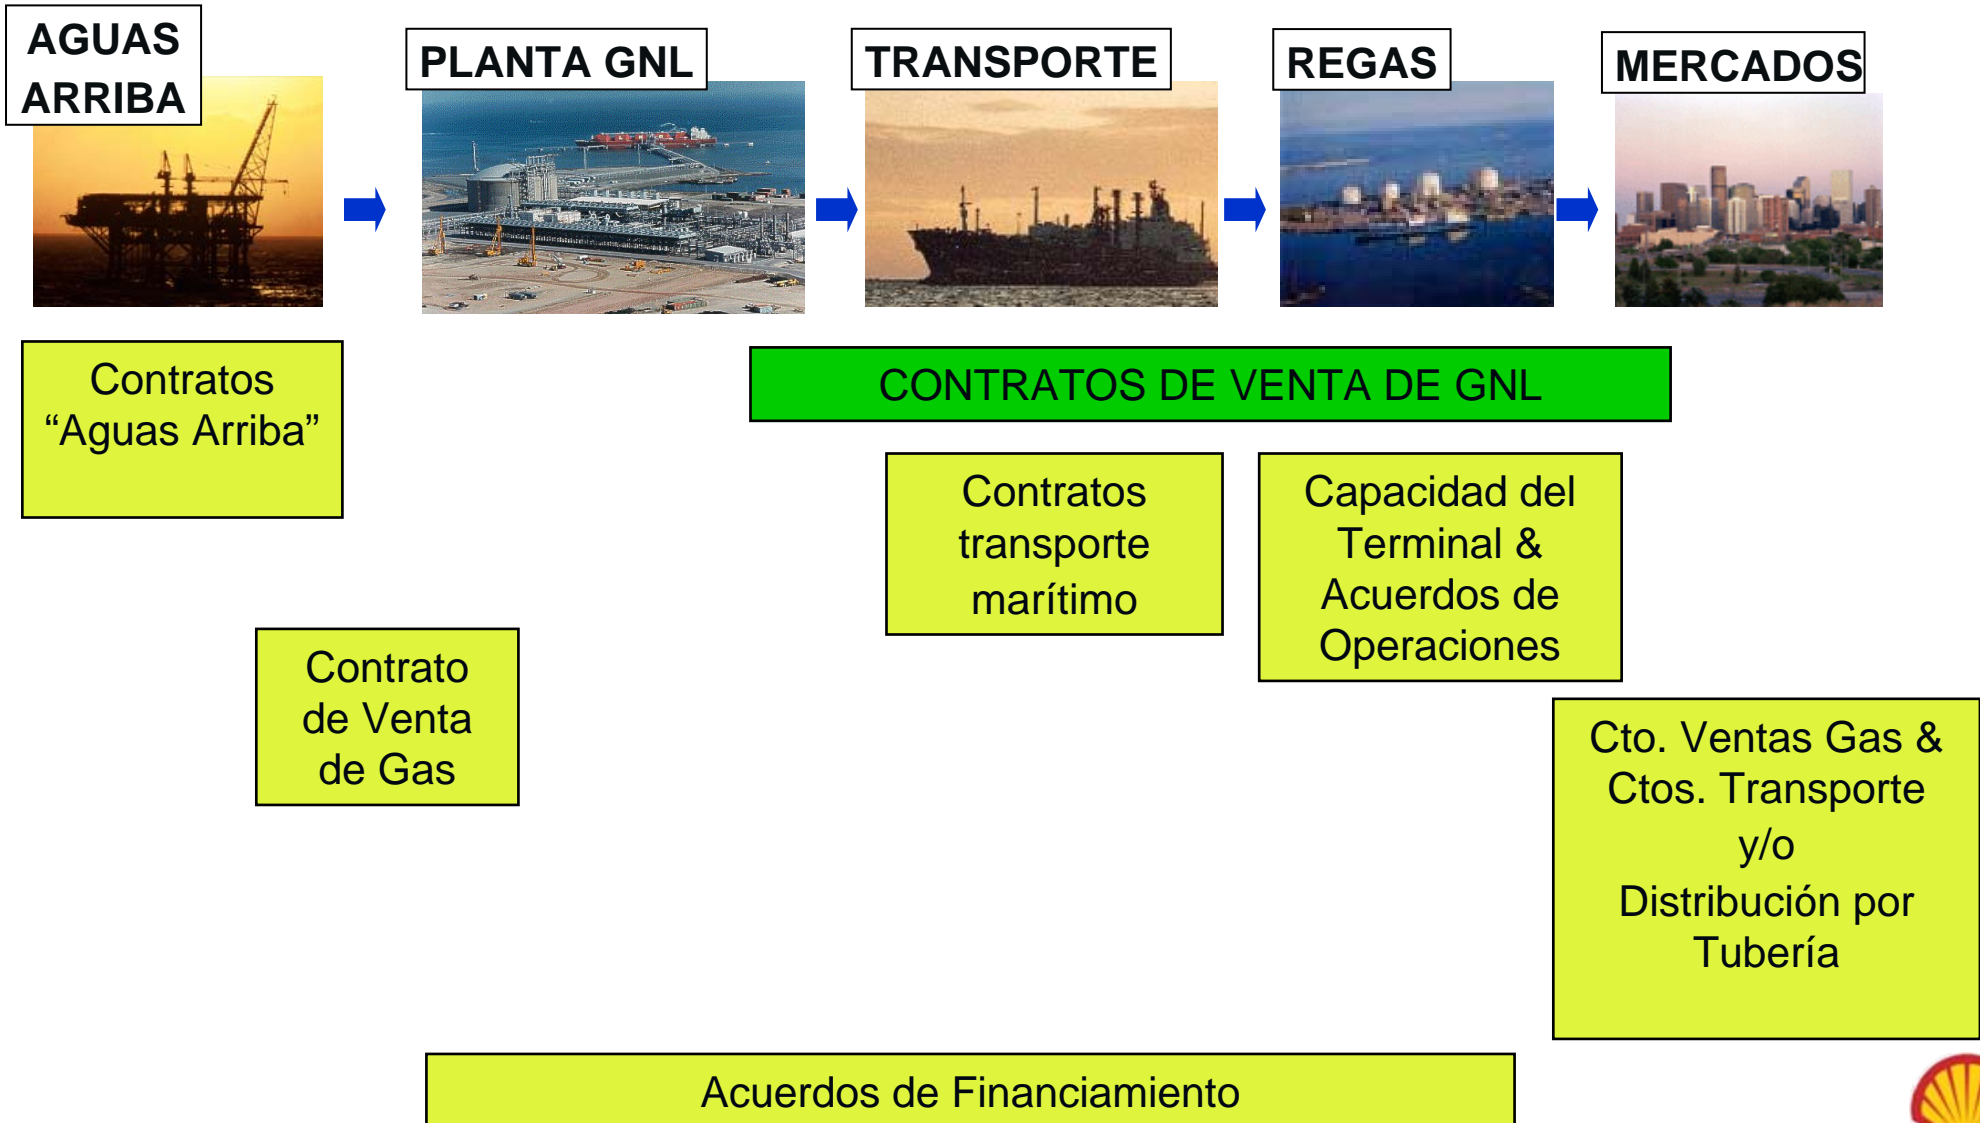 AGUAS
ARRIBA
PLANTA GNL
TRANSPORTE
REGAS
MERCADOS
Contratos
“Aguas Arriba”
CONTRATOS DE VENTA DE GNL
Contratos
transporte
marítimo
Capacidad del
Terminal &
Acuerdos de
Operaciones
Contrato
de Venta
de Gas
Cto. Ventas Gas &
Ctos. Transporte
y/o
Distribución por
Tubería
Acuerdos de Financiamiento